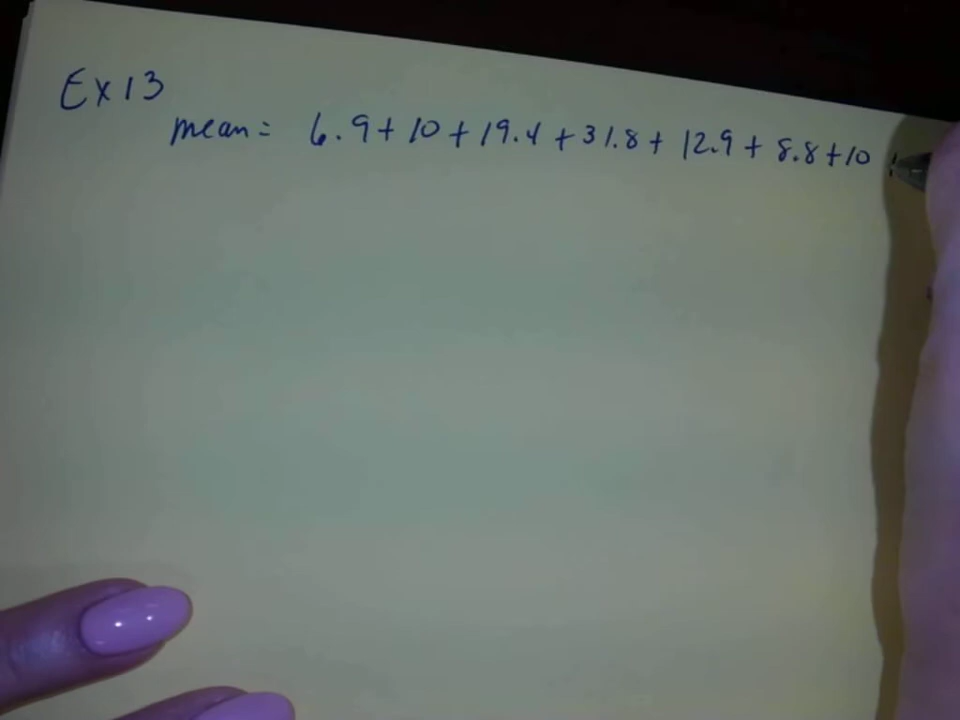 Ex 13
mean = 6.9 + 10 + 19.4 + 31.8 + 12.9 + 8.8 + 10